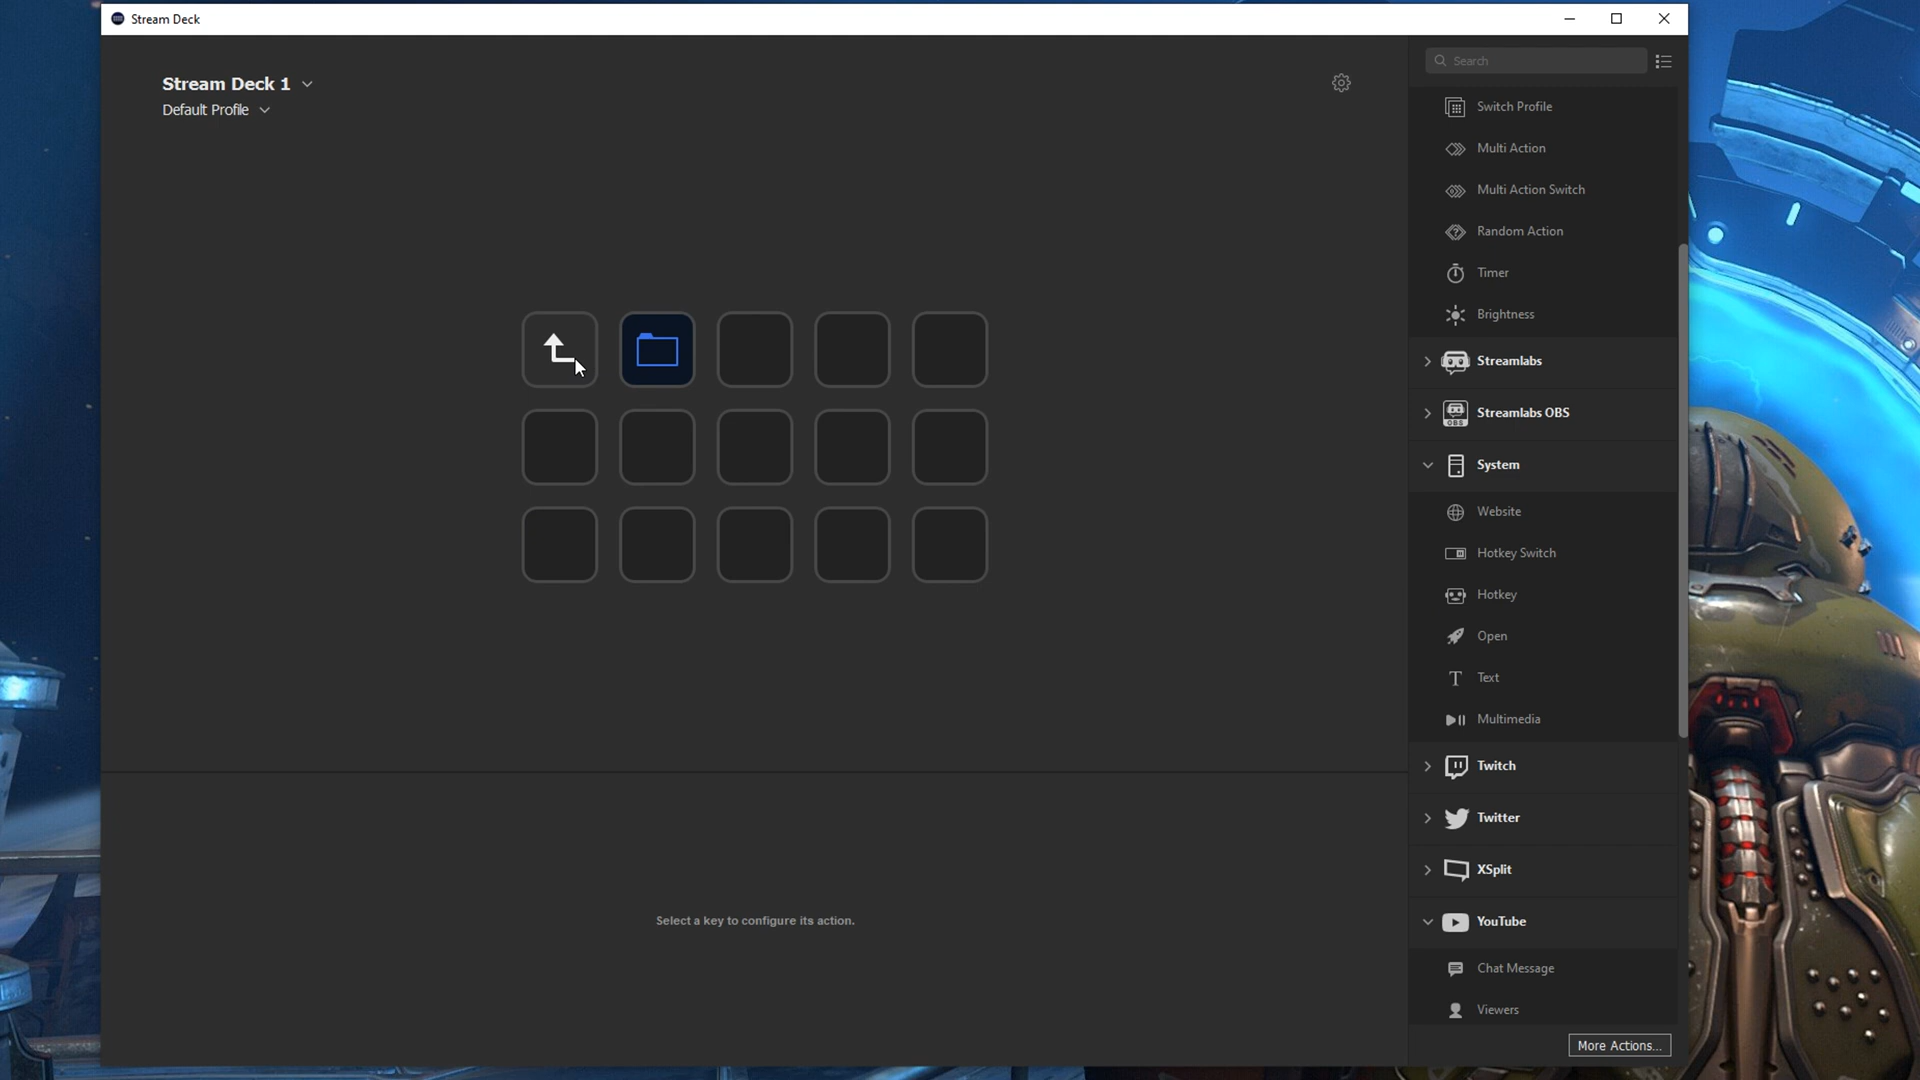 Stream Deck
Stream Deck 1
Default Profile
Search
Switch Profile
Multi Action
Multi Action Switch
Random Action
Timer
Brightness
Streamlabs
OBS
Streamlabs OBS
System
Website
Hotkey Switch
Hotkey
Open
T Text
Multimedia
Twitch
Twitter
XSplit
YouTube
Chat Message
Viewers
Select a key to configure its action.
More Actions...